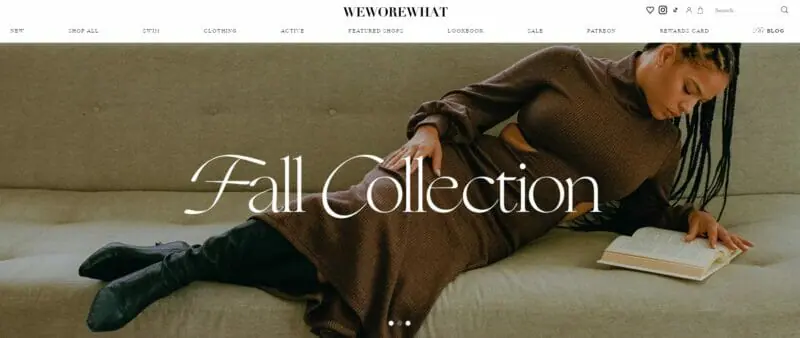 WEWOREWHAT
Search...
NEW SHOP ALL SWIM CLOTHING ACTIVE FEATURED SHOPS LOOKBOOK SALE PATREON REWARDS CARD The BLOG
Fall Collection